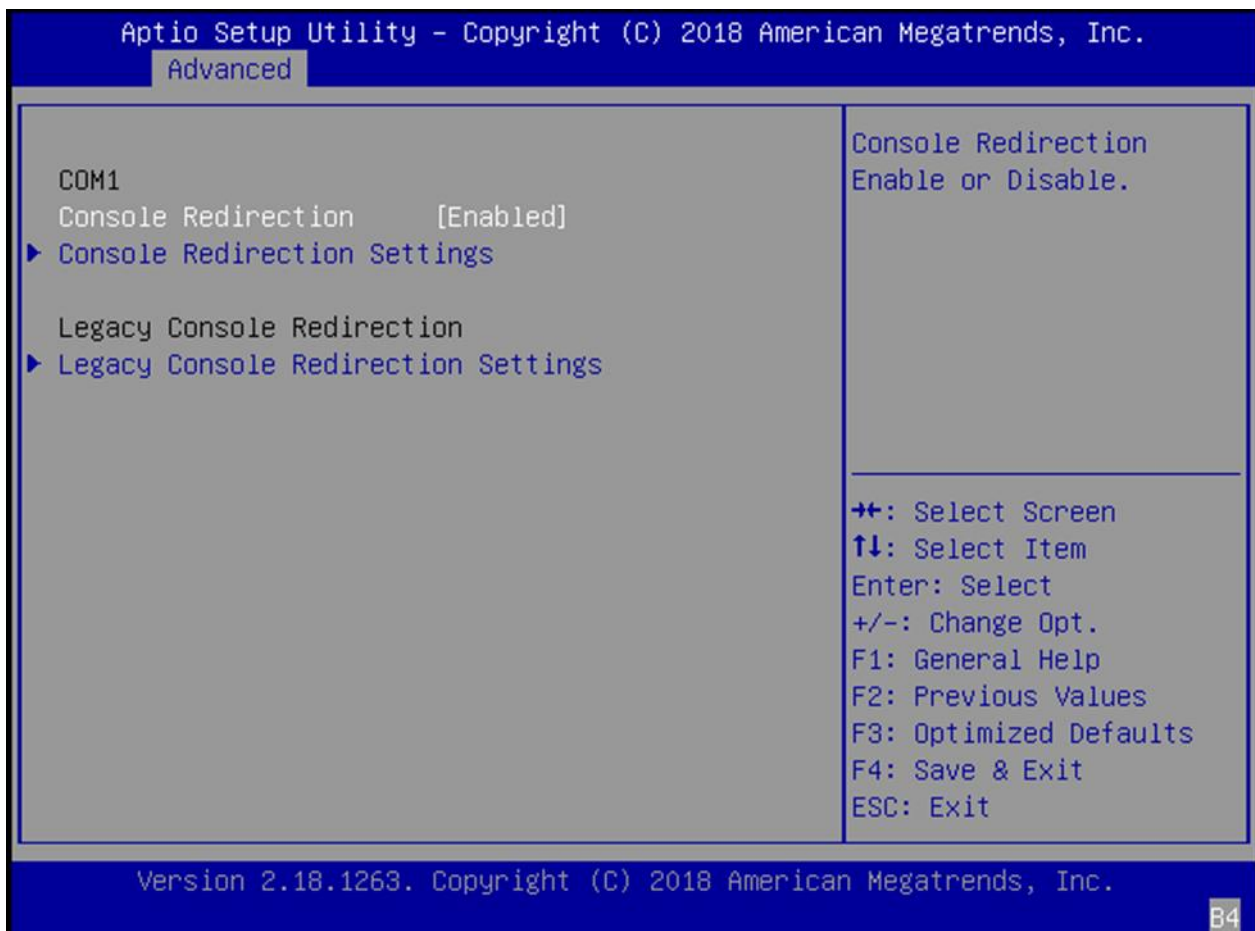 Aptio Setup Utility – Copyright (C) 2018 American Megatrends, Inc.
Advanced
COM1
Console Redirection [Enabled]
▶ Console Redirection Settings
Legacy Console Redirection
▶ Legacy Console Redirection Settings
Console Redirection
Enable or Disable.
→←: Select Screen
↑↓: Select Item
Enter: Select
+/-: Change Opt.
F1: General Help
F2: Previous Values
F3: Optimized Defaults
F4: Save & Exit
ESC: Exit
Version 2.18.1263. Copyright (C) 2018 American Megatrends, Inc.
B4